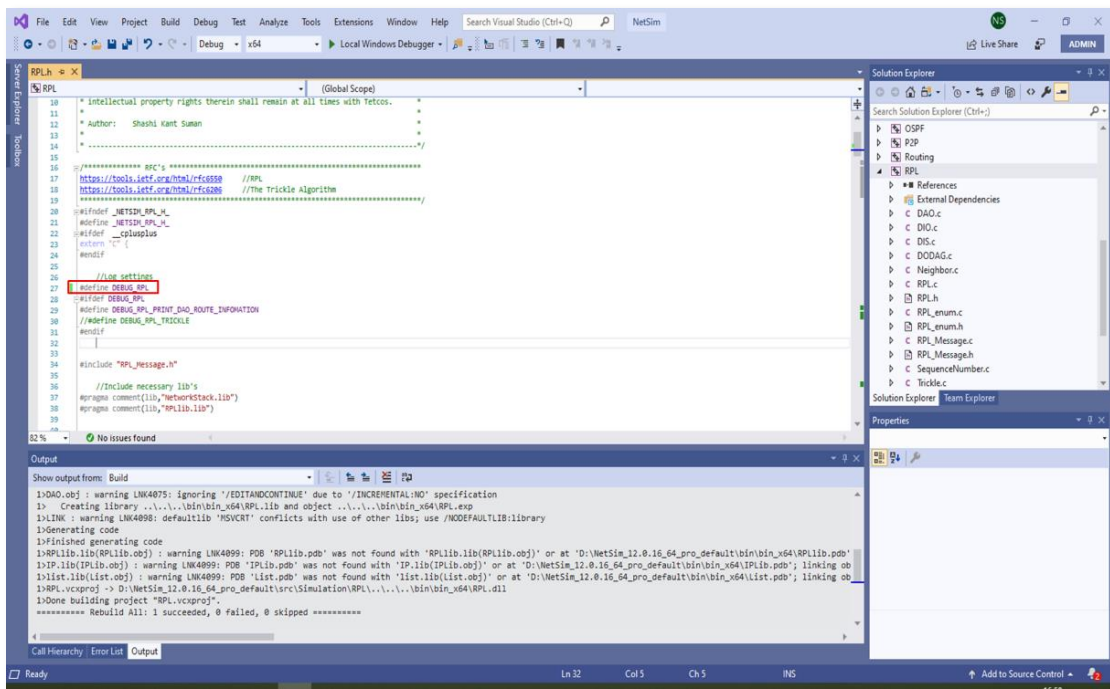 File Edit View Project Build Debug Test Analyze Tools Extensions Window Help Search Visual Studio (Ctrl+Q) NetSim NS
Debug x64 Local Windows Debugger Live Share ADMIN
Server Explorer
Toolbox
RPL.h
RPL (Global Scope)
10 * intellectual property rights therein shall remain at all times with Tetcos. *
11 * *
12 * Author: Shashi Kant Suman *
13 * *
14 * ---------------------------------------------------------------------------------*/
15
16 /************** RFC's ************************************************************
17 https://tools.ietf.org/html/rfc6550 //RPL
18 https://tools.ietf.org/html/rfc6206 //The Trickle Algorithm
19 **********************************************************************************/
20 #ifndef _NETSIM_RPL_H_
21 #define _NETSIM_RPL_H_
22 #ifdef __cplusplus
23 extern "C" {
24 #endif
25
26 //Log settings
27 #define DEBUG_RPL
28 #ifdef DEBUG_RPL
29 #define DEBUG_RPL_PRINT_DAO_ROUTE_INFOMATION
30 //#define DEBUG_RPL_TRICKLE
31 #endif
32
33
34 #include "RPL_Message.h"
35
36 //Include necessary lib's
37 #pragma comment(lib,"NetworkStack.lib")
38 #pragma comment(lib,"RPLlib.lib")
39
82 % No issues found
Output
Show output from: Build
1>DAO.obj : warning LNK4075: ignoring '/EDITANDCONTINUE' due to '/INCREMENTAL:NO' specification
1> Creating library ..\..\..\bin\bin_x64\RPL.lib and object ..\..\..\bin\bin_x64\RPL.exp
1>LINK : warning LNK4098: defaultlib 'MSVCRT' conflicts with use of other libs; use /NODEFAULTLIB:library
1>Generating code
1>Finished generating code
1>RPLlib.lib(RPLlib.obj) : warning LNK4099: PDB 'RPLlib.pdb' was not found with 'RPLlib.lib(RPLlib.obj)' or at 'D:\NetSim_12.0.16_64_pro_default\bin\bin_x64\RPLlib.pdb'
1>IP.lib(IPLib.obj) : warning LNK4099: PDB 'IPLib.pdb' was not found with 'IP.lib(IPLib.obj)' or at 'D:\NetSim_12.0.16_64_pro_default\bin\bin_x64\IPLib.pdb'; linking ob
1>list.lib(List.obj) : warning LNK4099: PDB 'List.pdb' was not found with 'list.lib(List.obj)' or at 'D:\NetSim_12.0.16_64_pro_default\bin\bin_x64\List.pdb'; linking ob
1>RPL.vcxproj -> D:\NetSim_12.0.16_64_pro_default\src\Simulation\RPL\..\..\..\bin\bin_x64\RPL.dll
1>Done building project "RPL.vcxproj".
========== Rebuild All: 1 succeeded, 0 failed, 0 skipped ==========
Call Hierarchy Error List Output
Solution Explorer
Search Solution Explorer (Ctrl+;)
OSPF
P2P
Routing
RPL
References
External Dependencies
DAO.c
DIO.c
DIS.c
DODAG.c
Neighbor.c
RPL.c
RPL.h
RPL_enum.c
RPL_enum.h
RPL_Message.c
RPL_Message.h
SequenceNumber.c
Trickle.c
Solution Explorer Team Explorer
Properties
Ready Ln 32 Col 5 Ch 5 INS Add to Source Control 2